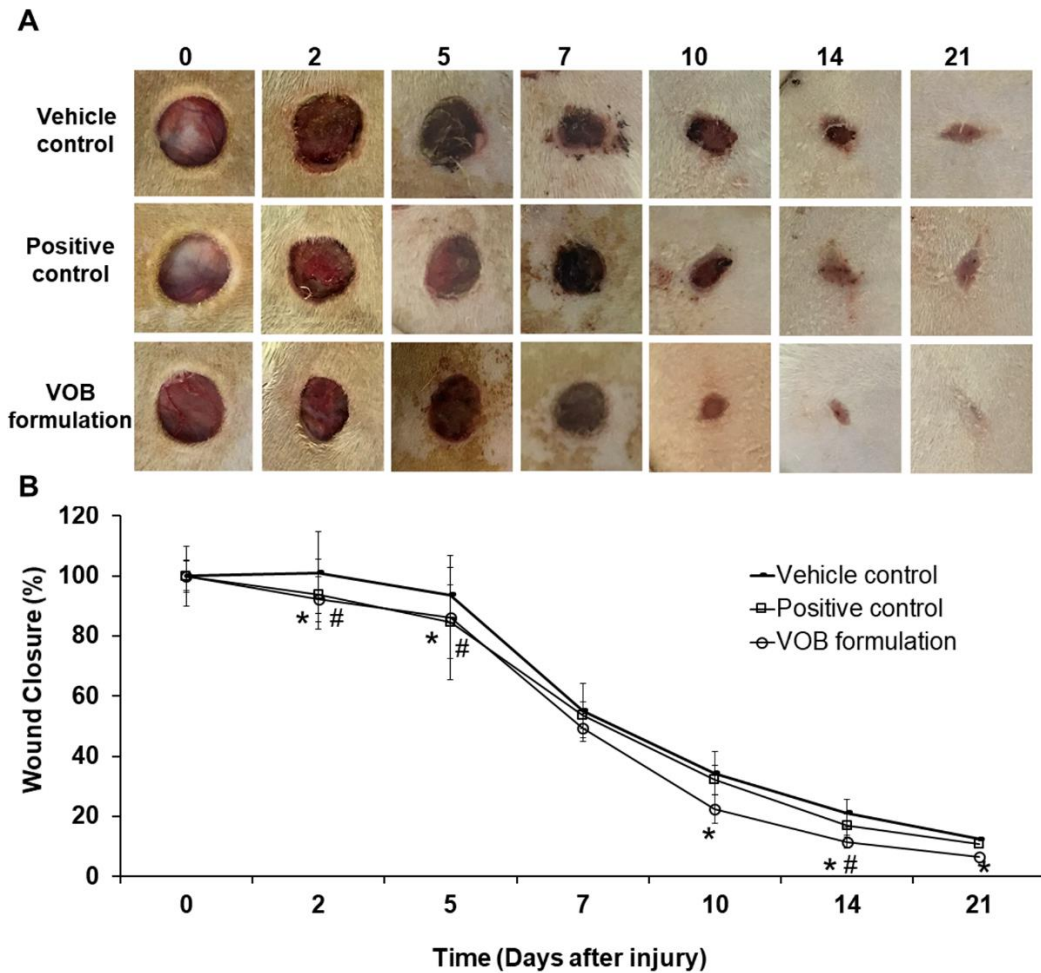 A
0 2 5 7 10 14 21
Vehicle
control
Positive
control
VOB
formulation
B
120
100
80
60
40
20
0
Wound Closure (%)
Vehicle control
Positive control
VOB formulation
* #
* #
*
* #
*
0 2 5 7 10 14 21
Time (Days after injury)